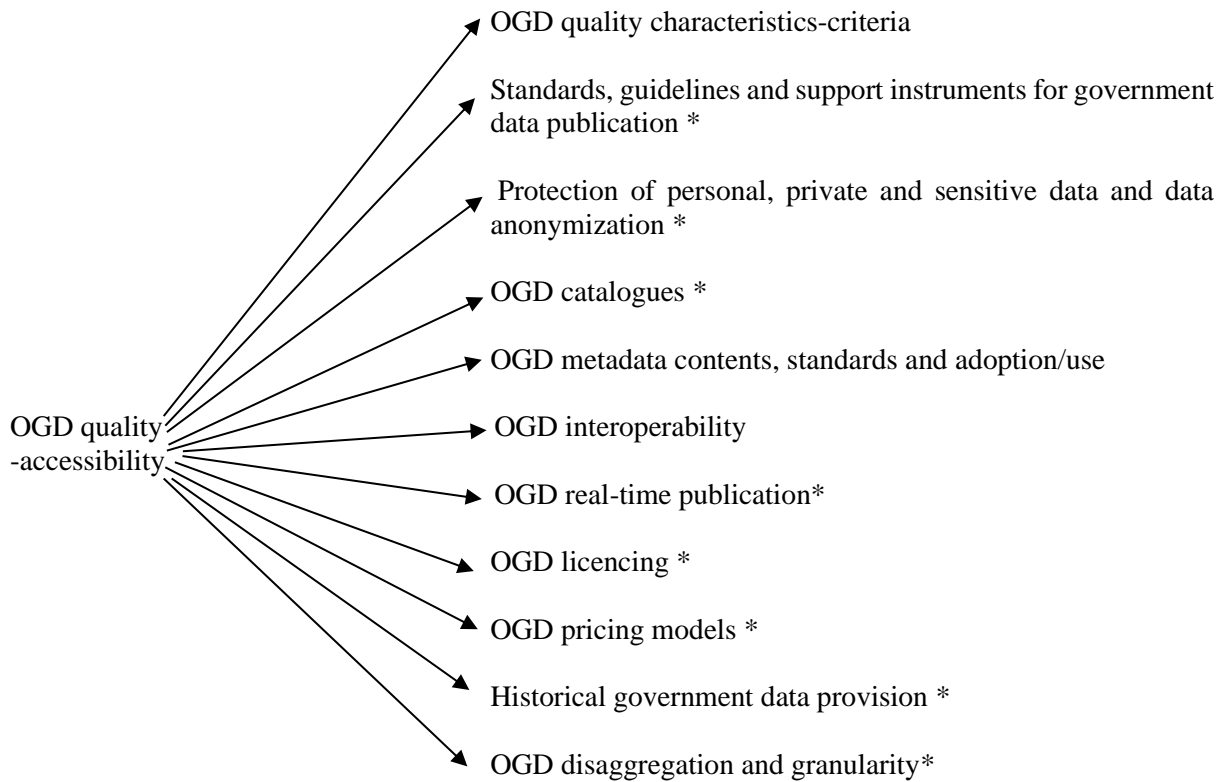 OGD quality characteristics-criteria
Standards, guidelines and support instruments for government
data publication *
Protection of personal, private and sensitive data and data
anonymization *
OGD catalogues *
OGD metadata contents, standards and adoption/use
OGD quality
-accessibility
OGD interoperability
OGD real-time publication*
OGD licencing *
OGD pricing models *
Historical government data provision *
OGD disaggregation and granularity*